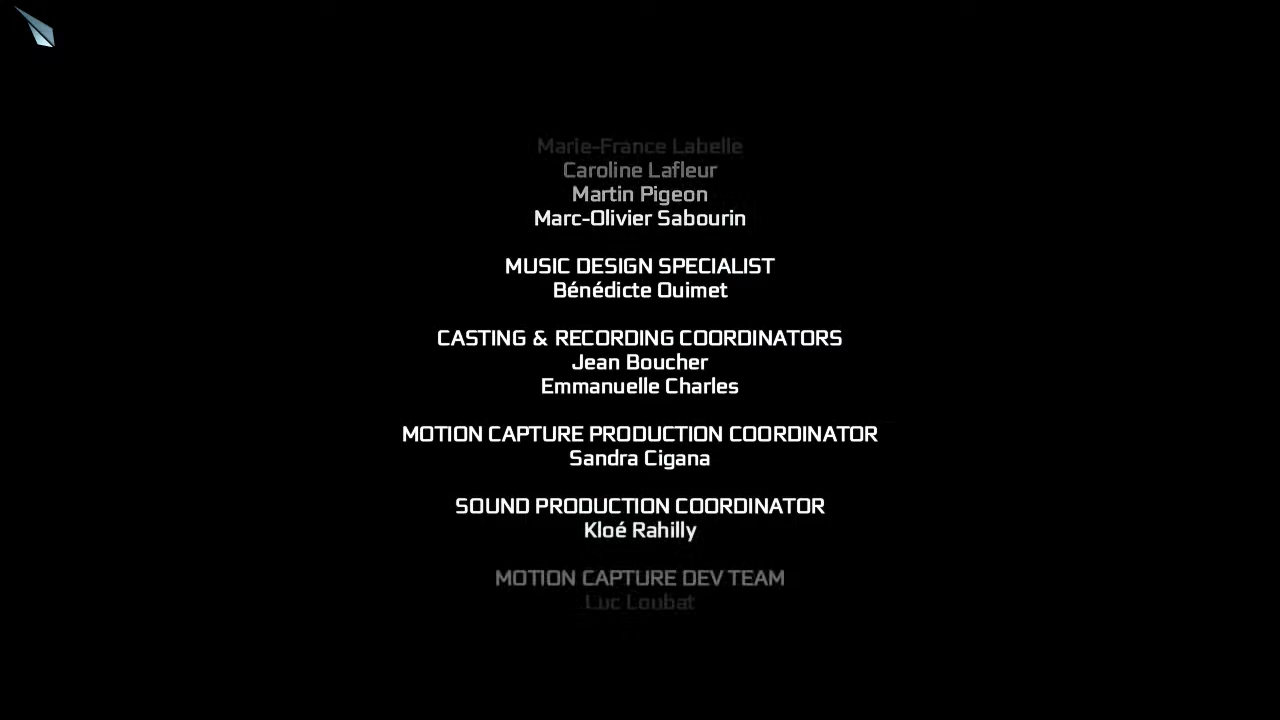 Marie-France Labelle
Caroline Lafleur
Martin Pigeon
Marc-Olivier Sabourin
MUSIC DESIGN SPECIALIST
Bénédicte Ouimet
CASTING & RECORDING COORDINATORS
Jean Boucher
Emmanuelle Charles
MOTION CAPTURE PRODUCTION COORDINATOR
Sandra Cigana
SOUND PRODUCTION COORDINATOR
Kloé Rahilly
MOTION CAPTURE DEV TEAM
Luc Loubat